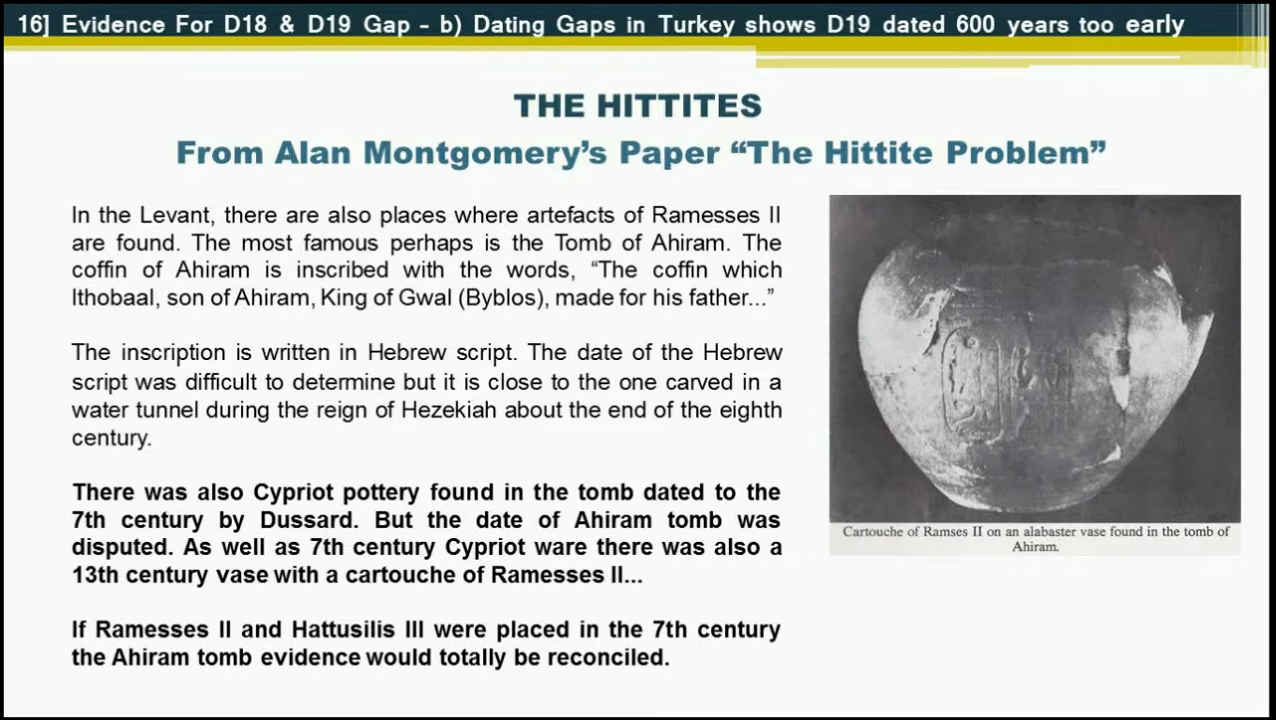 16] Evidence For D18 & D19 Gap – b) Dating Gaps in Turkey shows D19 dated 600 years too early
THE HITTITES
From Alan Montgomery's Paper "The Hittite Problem"
In the Levant, there are also places where artefacts of Ramesses II
are found. The most famous perhaps is the Tomb of Ahiram. The
coffin of Ahiram is inscribed with the words, "The coffin which
Ithobaal, son of Ahiram, King of Gwal (Byblos), made for his father..."
The inscription is written in Hebrew script. The date of the Hebrew
script was difficult to determine but it is close to the one carved in a
water tunnel during the reign of Hezekiah about the end of the eighth
century.
There was also Cypriot pottery found in the tomb dated to the
7th century by Dussard. But the date of Ahiram tomb was
disputed. As well as 7th century Cypriot ware there was also a
13th century vase with a cartouche of Ramesses II...
If Ramesses II and Hattusilis III were placed in the 7th century
the Ahiram tomb evidence would totally be reconciled.
Cartouche of Ramses II on an alabaster vase found in the tomb of
Ahiram.